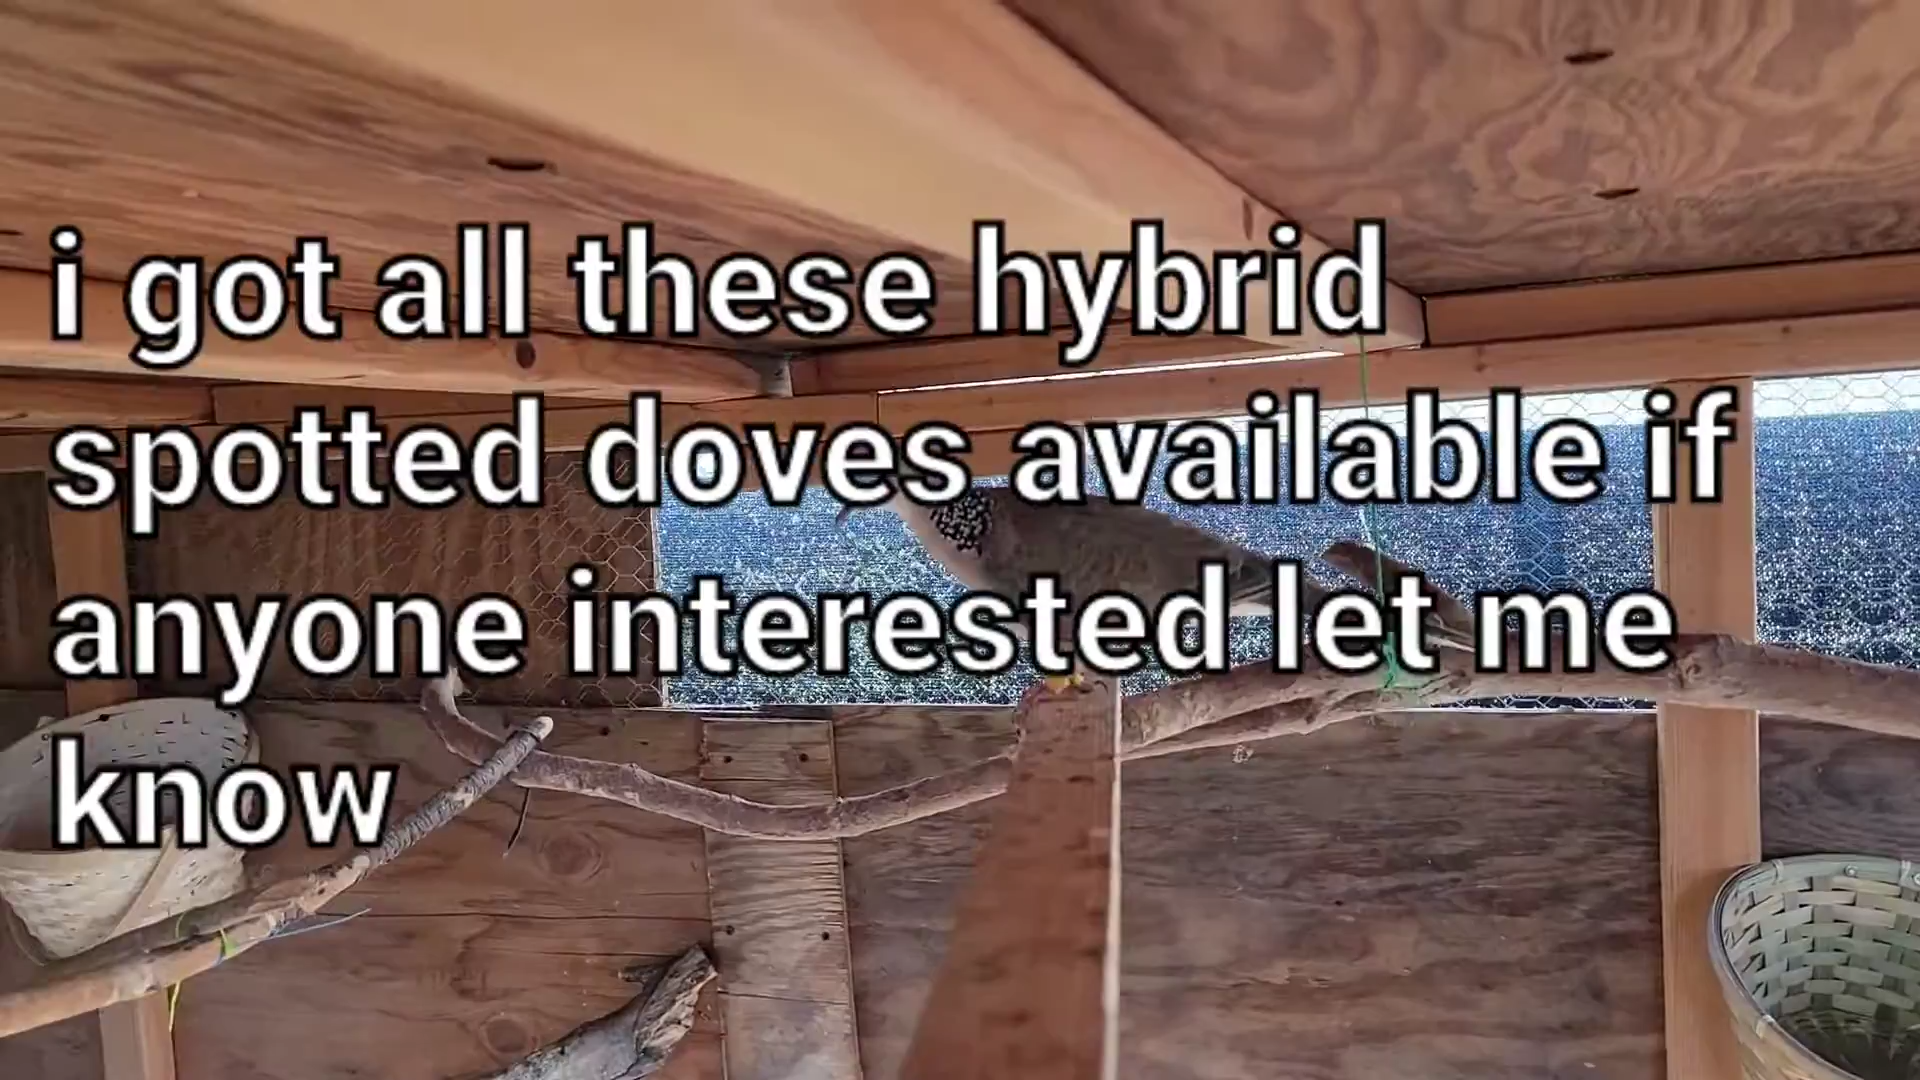 i got all these hybrid
spotted doves available if
anyone interested let me
know